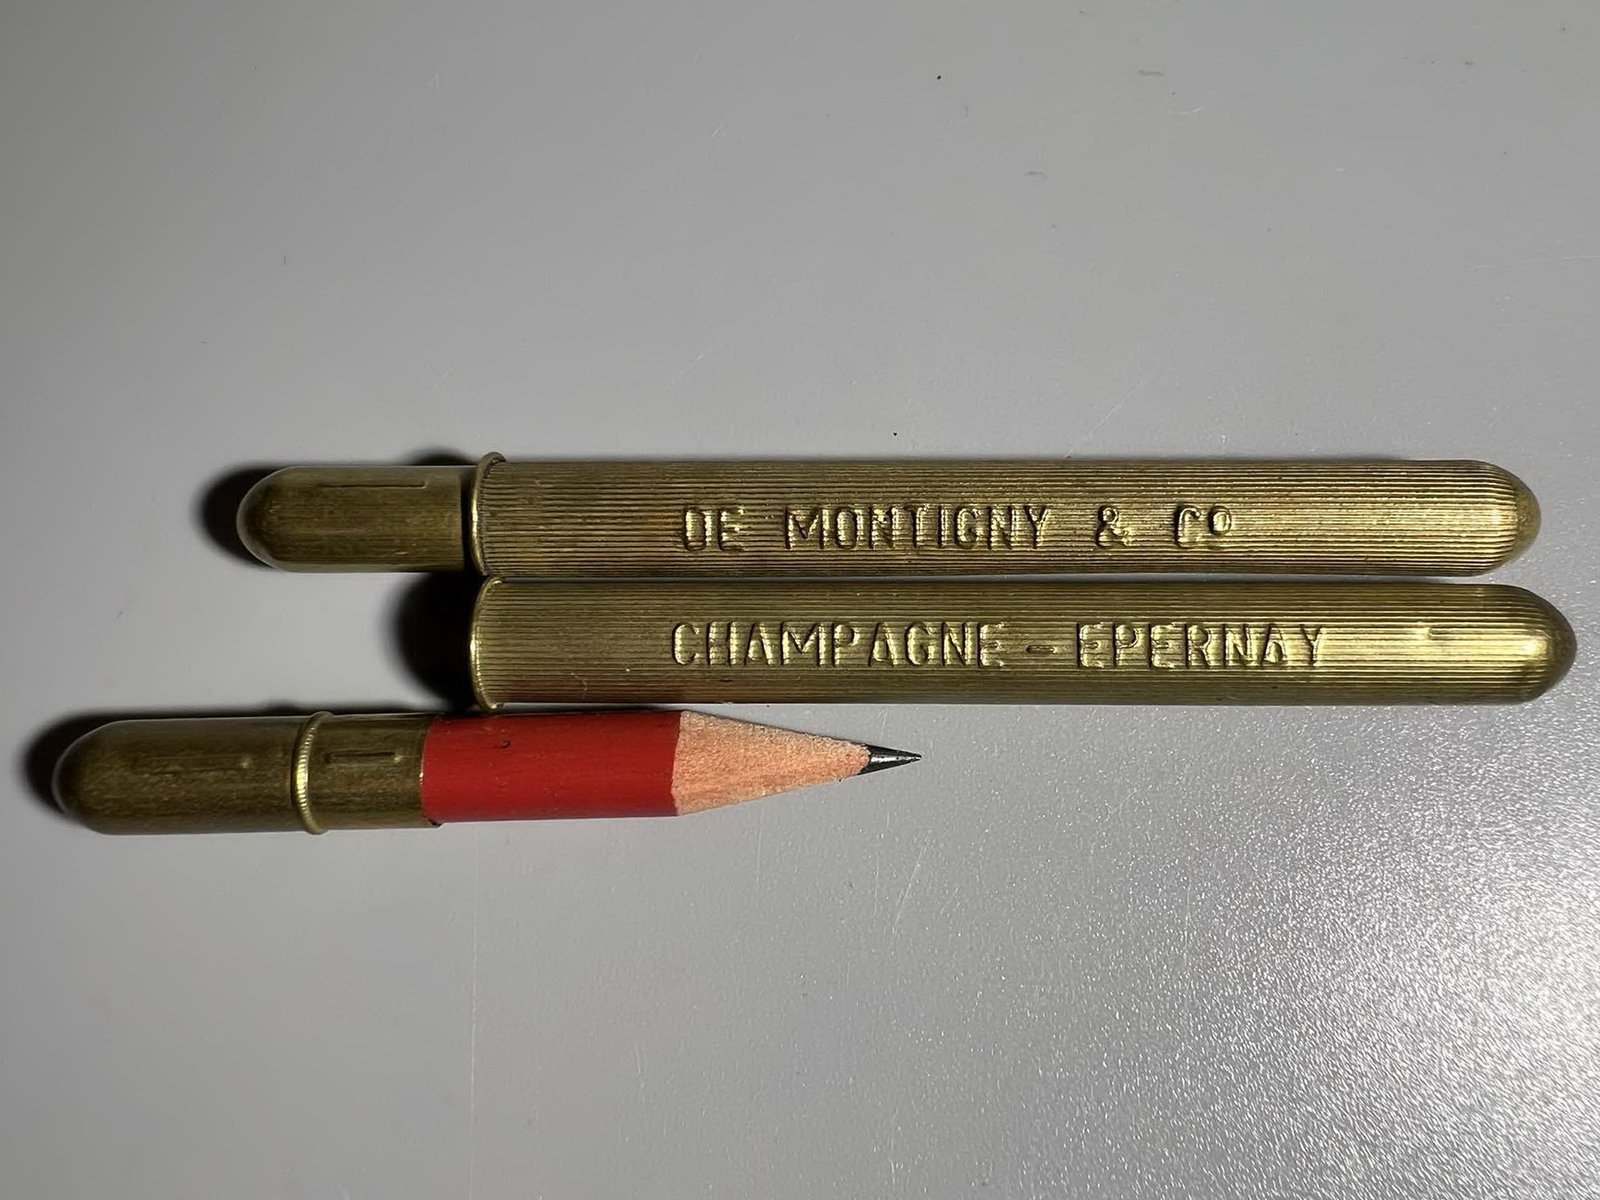 DE MONTIGNY & Cº
CHAMPAGNE - EPERNAY